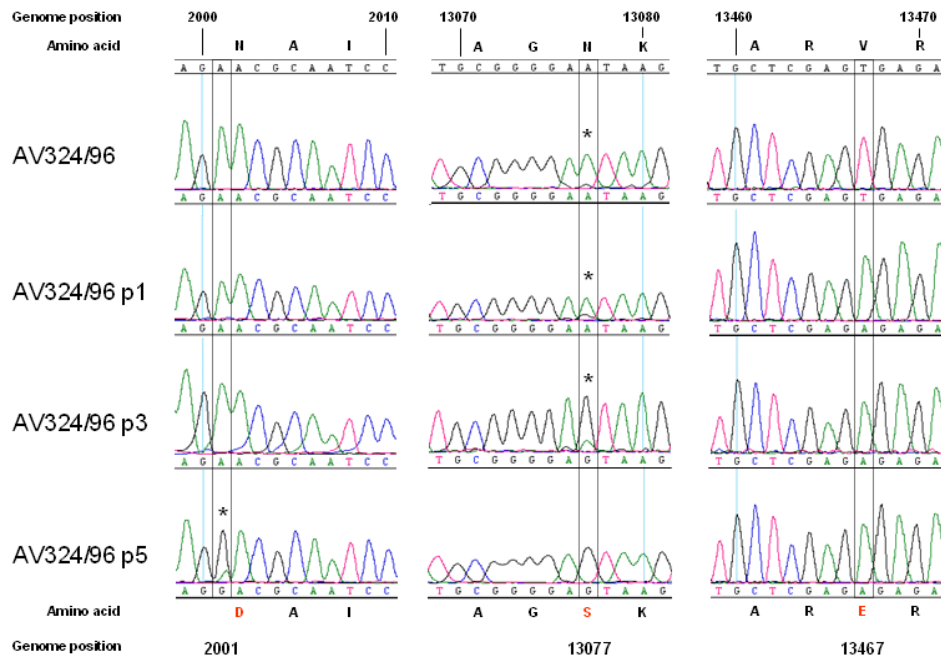 Genome position 2000 2010 13070 13080 13460 13470
Amino acid N A I A G N K A R V R
A G A A C G C A A T C C T G C G G G G A A T A A G T G C T C G A G T G A G A
*
AV324/96
A G A A C G C A A T C C T G C G G G G A A T A A G T G C T C G A G T G A G A
*
AV324/96 p1
A G A A C G C A A T C C T G C G G G G A A T A A G T G C T C G A G A G A G A
*
AV324/96 p3
A G A A C G C A A T C C T G C G G G G A G T A A G T G C T C G A G A G A G A
*
AV324/96 p5
A G G A C G C A A T C C T G C G G G G A G T A A G T G C T C G A G A G A G A
Amino acid D A I A G S K A R E R
Genome position 2001 13077 13467